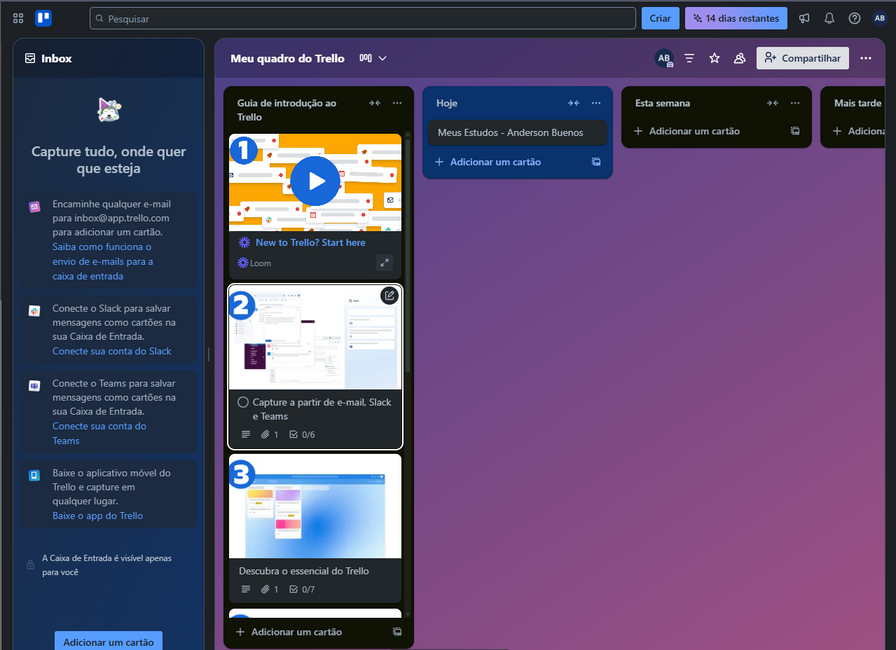 Pesquisar
Criar
14 dias restantes
AB
Inbox
Capture tudo, onde quer
que esteja
Encaminhe qualquer e-mail
para inbox@app.trello.com
para adicionar um cartão.
Saiba como funciona o
envio de e-mails para a
caixa de entrada
Conecte o Slack para salvar
mensagens como cartões na
sua Caixa de Entrada.
Conecte sua conta do Slack
Conecte o Teams para salvar
mensagens como cartões na
sua Caixa de Entrada.
Conecte sua conta do
Teams
Baixe o aplicativo móvel do
Trello e capture em
qualquer lugar.
Baixe o app do Trello
A Caixa de Entrada é visível apenas
para você
Adicionar um cartão
Meu quadro do Trello
AB
Compartilhar
Guia de introdução ao
Trello
1
New to Trello? Start here
Loom
2
Capture a partir de e-mail, Slack
e Teams
1
0/6
3
Descubra o essencial do Trello
1
0/7
Adicionar um cartão
Hoje
Meus Estudos - Anderson Buenos
Adicionar um cartão
Esta semana
Adicionar um cartão
Mais tarde
Adiciona